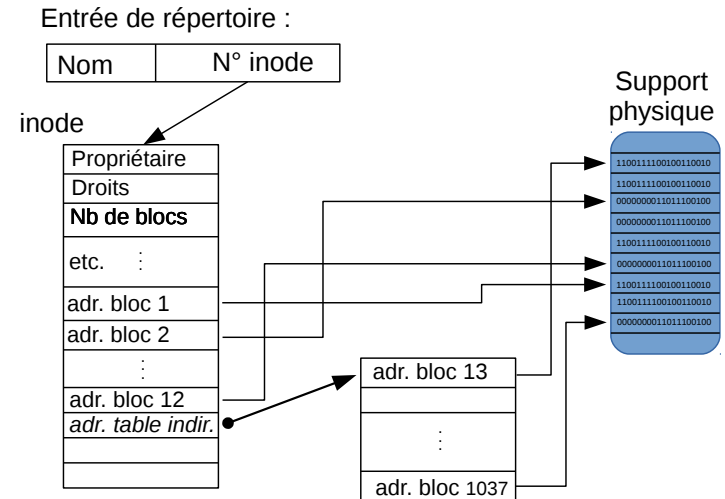 Entrée de répertoire :
Nom N° inode
inode
Propriétaire
Droits
Nb de blocs
etc. ⋮
adr. bloc 1
adr. bloc 2
⋮
adr. bloc 12
adr. table indir.
adr. bloc 13
⋮
adr. bloc 1037
Support
physique
1100111100100110010
1100111100100110010
0000000011011100100
0000000011011100100
1100111100100110010
0000000011011100100
1100111100100110010
1100111100100110010
0000000011011100100